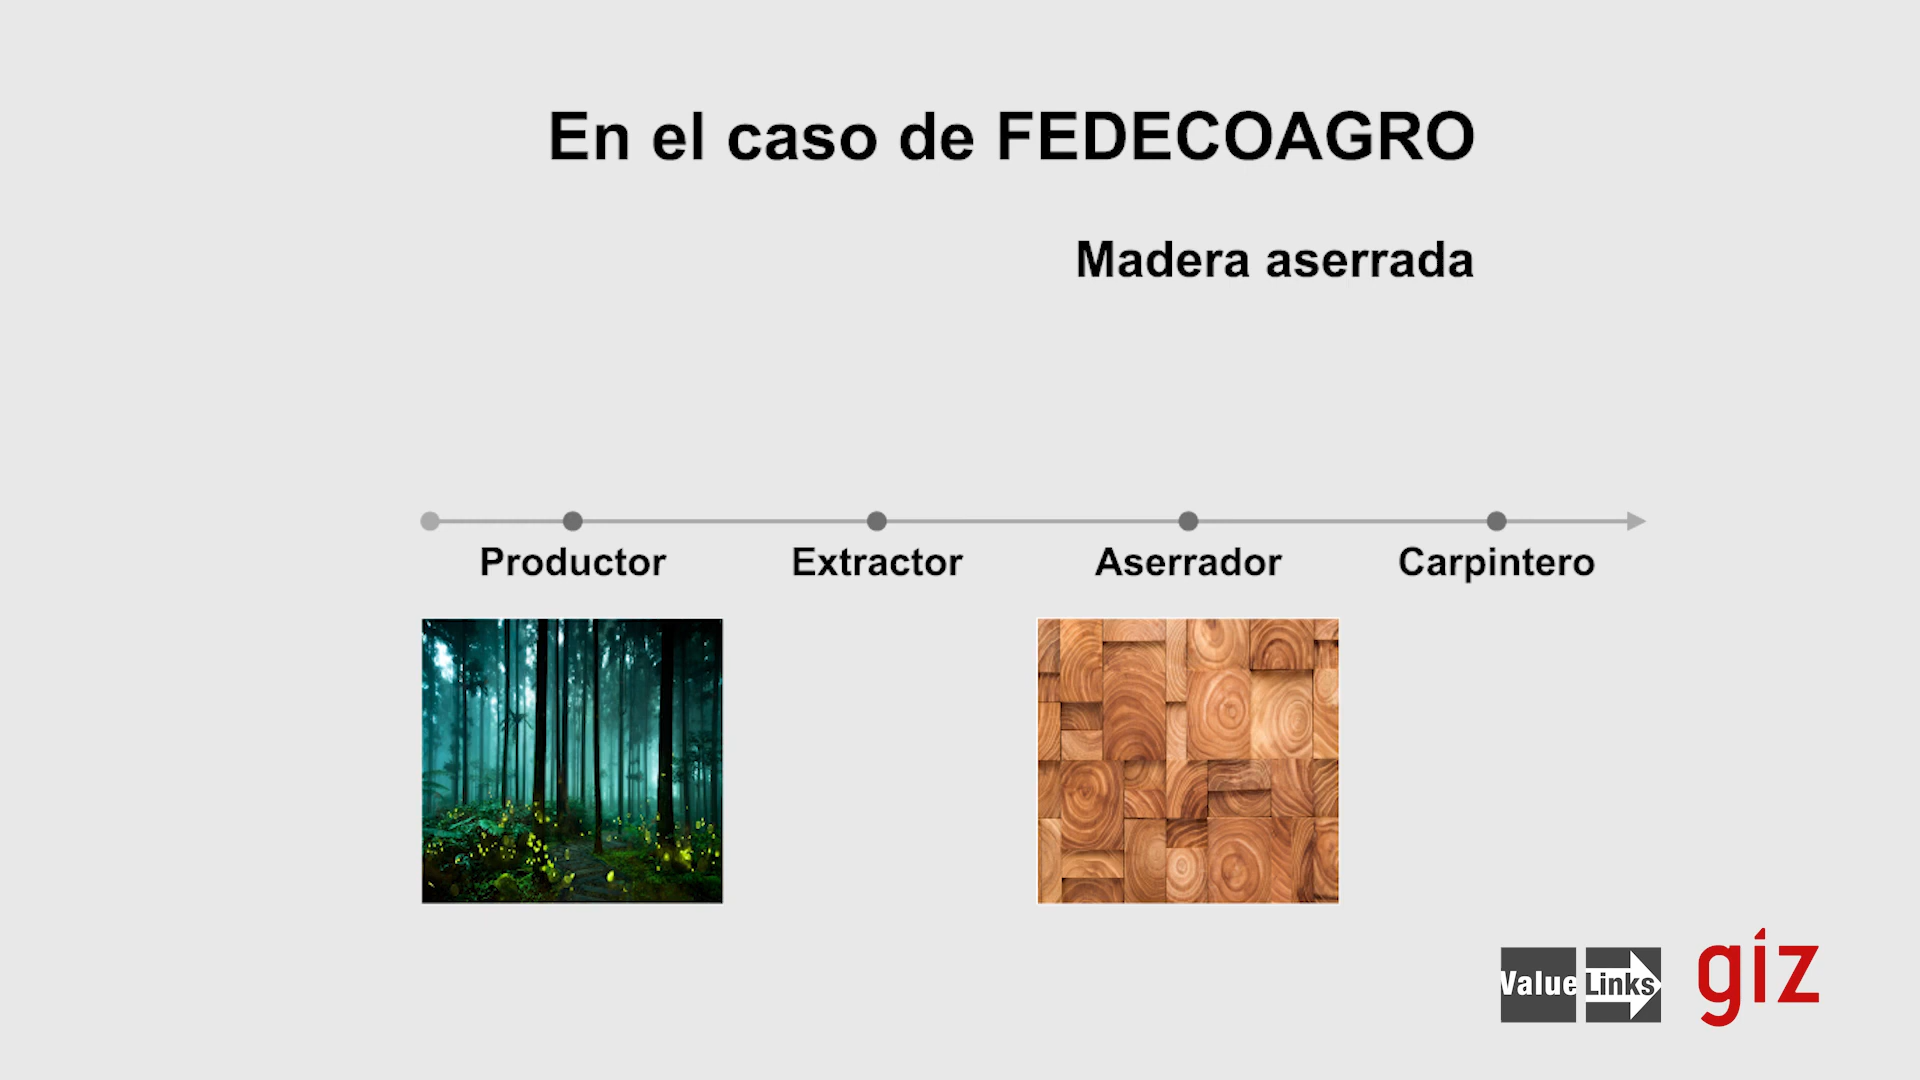 En el caso de FEDECOAGRO
Madera aserrada
Productor Extractor Aserrador Carpintero
Value Links giz